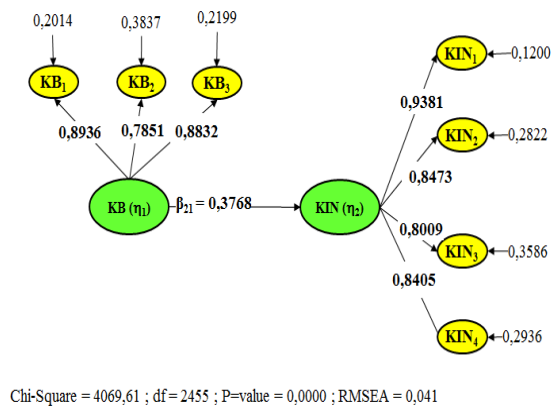 0,2014 0,3837 0,2199
KB1 KB2 KB3
0,8936 0,7851 0,8832
KB (η1) β21 = 0,3768 KIN (η2)
KIN1 0,1200
0,9381
KIN2 0,2822
0,8473
0,8009
KIN3 0,3586
0,8405
KIN4 0,2936
Chi-Square = 4069,61 ; df = 2455 ; P=value = 0,0000 ; RMSEA = 0,041